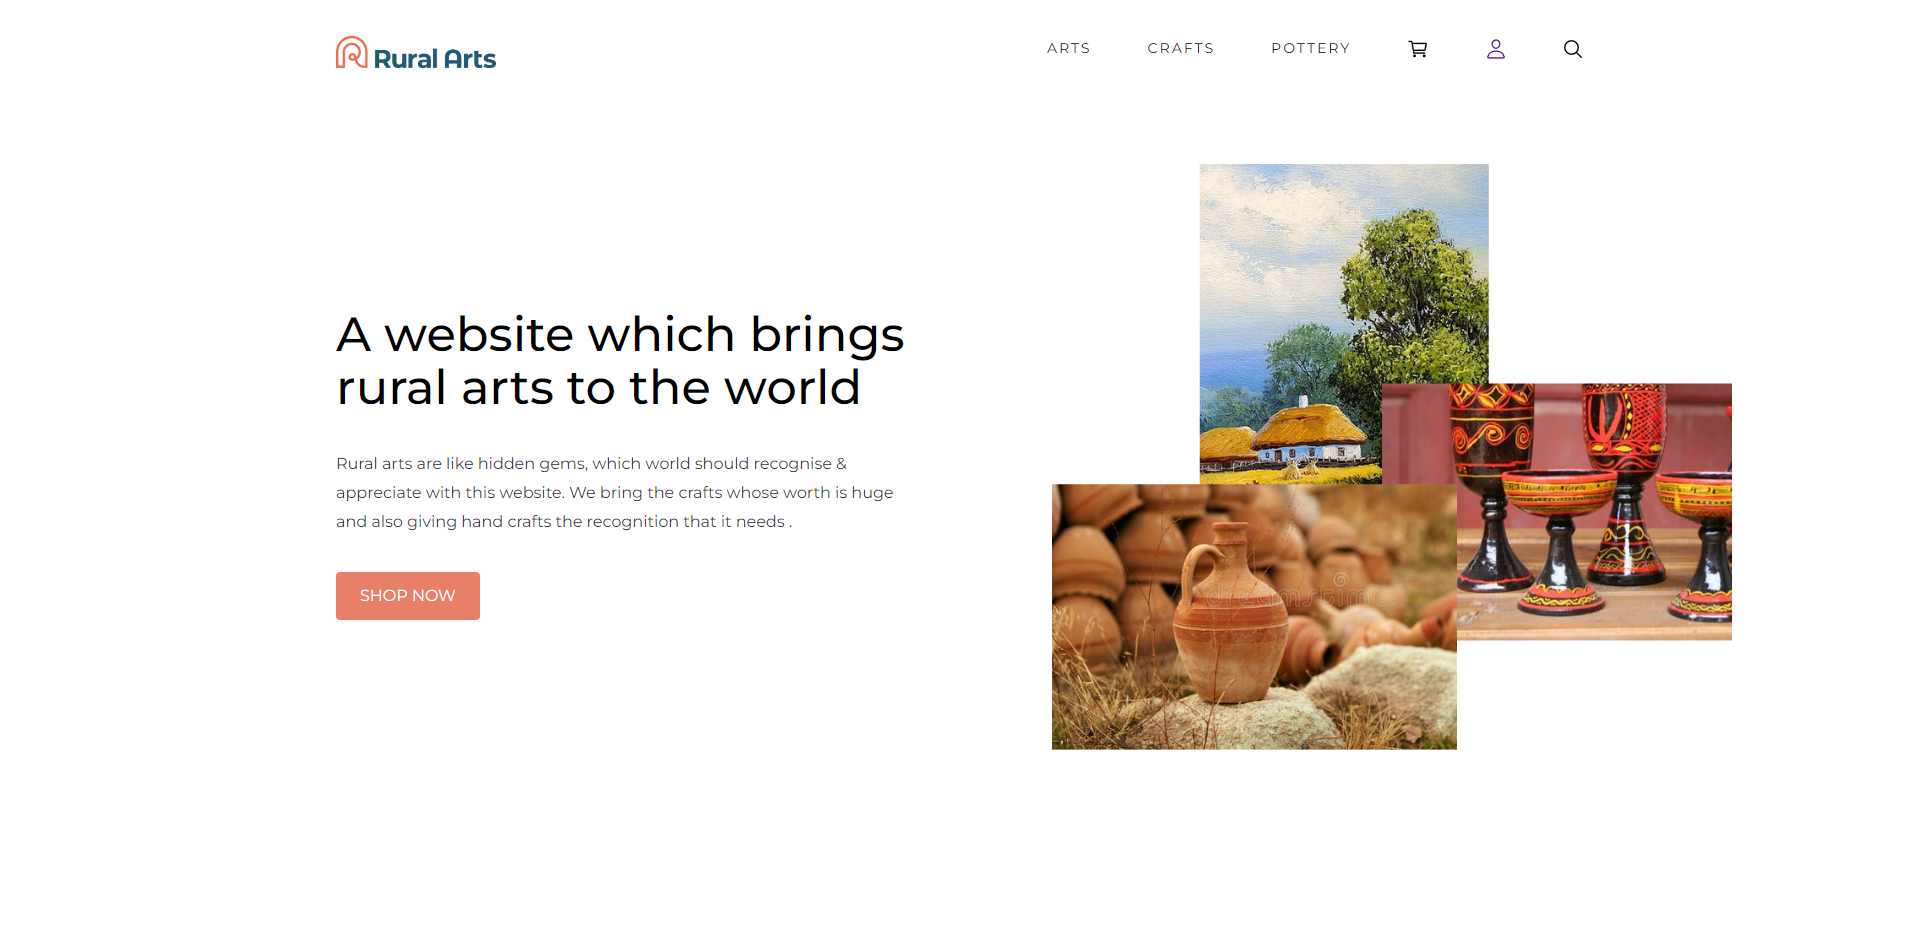 Rural Arts
ARTS CRAFTS POTTERY
A website which brings
rural arts to the world
Rural arts are like hidden gems, which world should recognise &
appreciate with this website. We bring the crafts whose worth is huge
and also giving hand crafts the recognition that it needs .
SHOP NOW
dreamstime